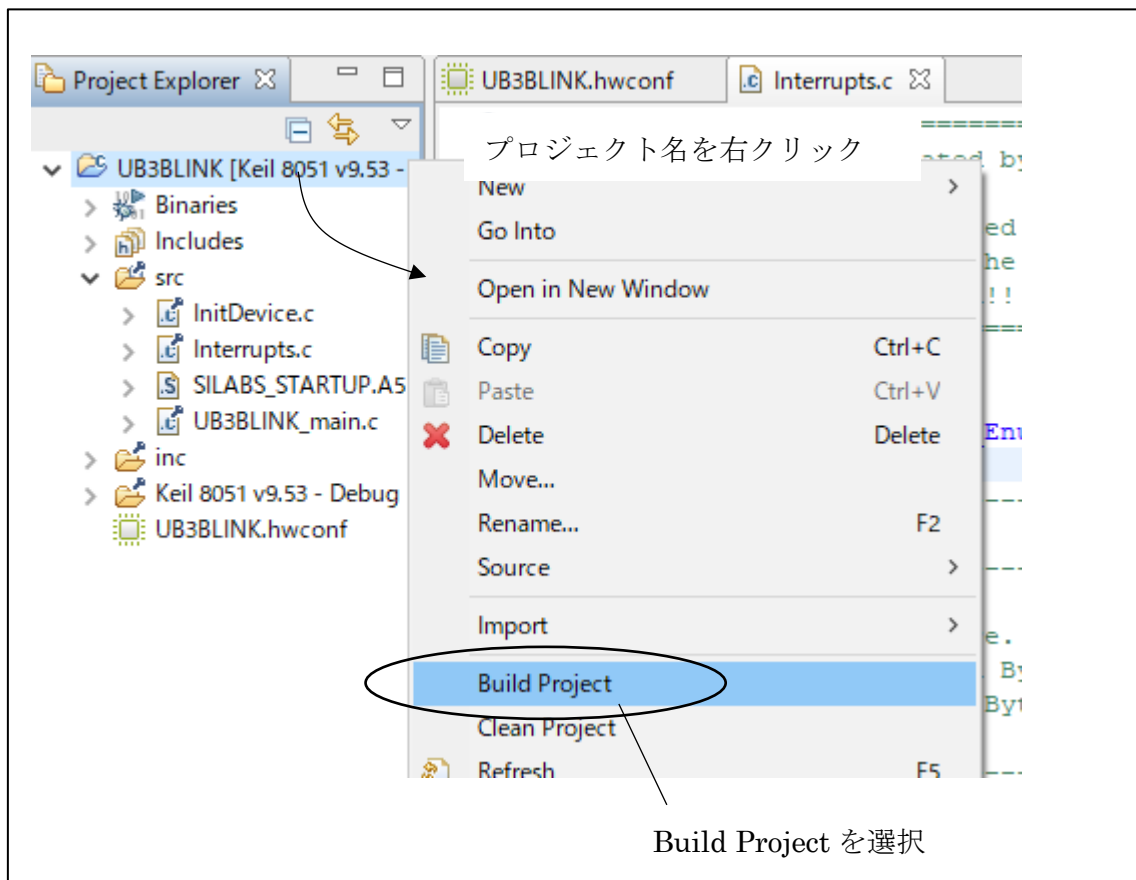 Project Explorer
UB3BLINK.hwconf
Interrupts.c
プロジェクト名を右クリック
UB3BLINK [Keil 8051 v9.53 -
Binaries
Includes
src
InitDevice.c
Interrupts.c
SILABS_STARTUP.A5
UB3BLINK_main.c
inc
Keil 8051 v9.53 - Debug
UB3BLINK.hwconf
New
Go Into
Open in New Window
Copy Ctrl+C
Paste Ctrl+V
Delete Delete
Move...
Rename... F2
Source
Import
Build Project
Clean Project
Refresh F5
Build Project を選択